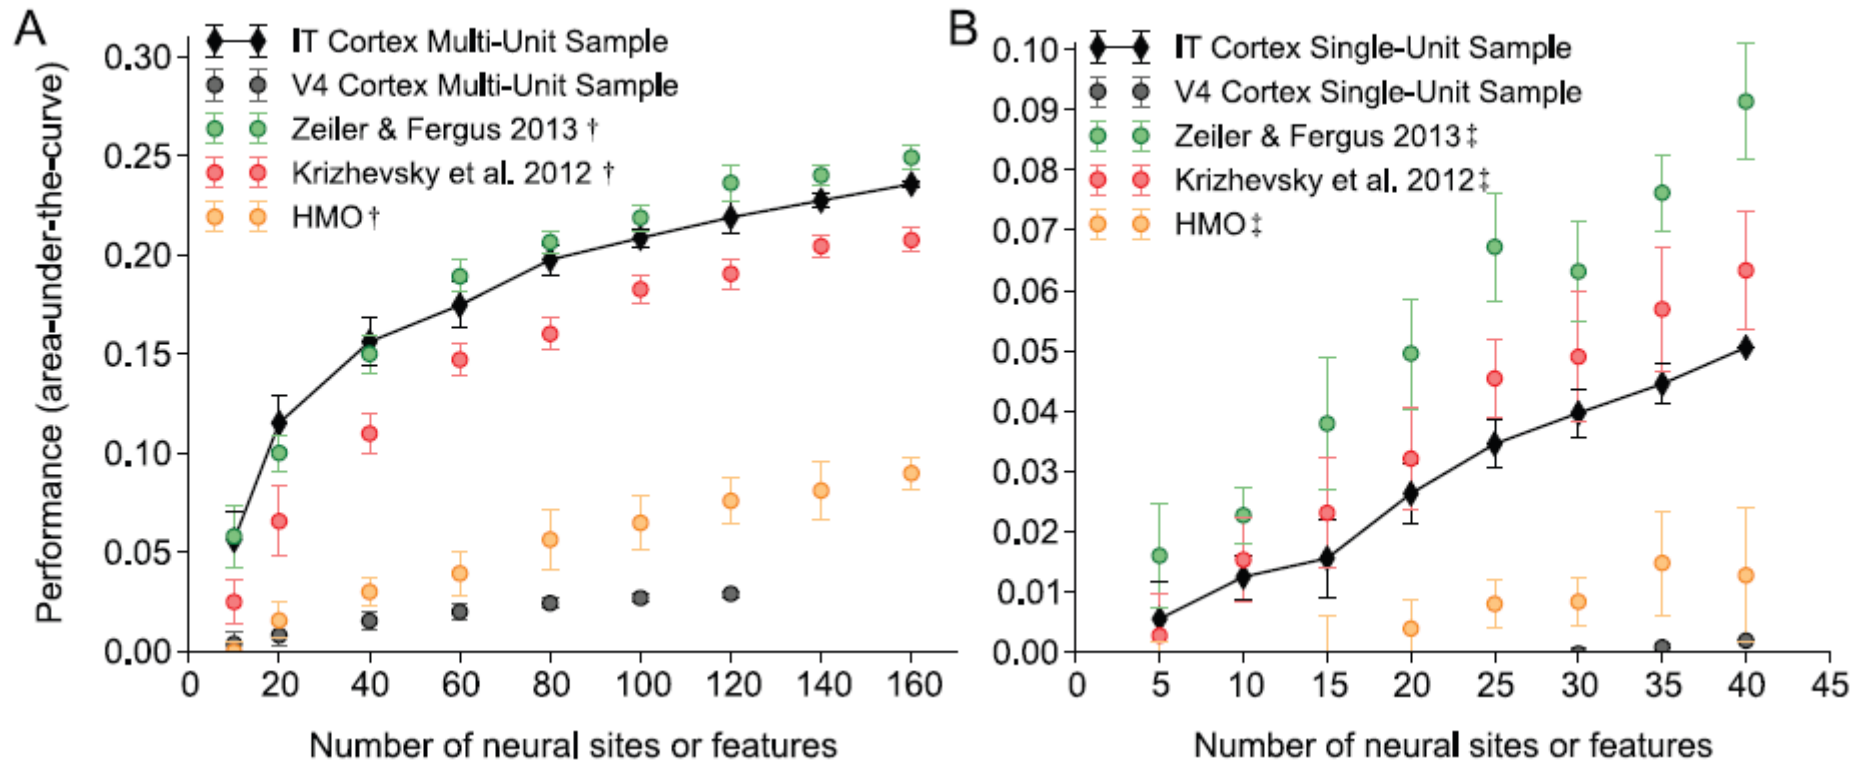 A
Performance (area-under-the-curve)
0.30
0.25
0.20
0.15
0.10
0.05
0.00
IT Cortex Multi-Unit Sample
V4 Cortex Multi-Unit Sample
Zeiler & Fergus 2013 †
Krizhevsky et al. 2012 †
HMO †
0 20 40 60 80 100 120 140 160
Number of neural sites or features
B
0.10
0.09
0.08
0.07
0.06
0.05
0.04
0.03
0.02
0.01
0.00
IT Cortex Single-Unit Sample
V4 Cortex Single-Unit Sample
Zeiler & Fergus 2013 ‡
Krizhevsky et al. 2012 ‡
HMO ‡
0 5 10 15 20 25 30 35 40 45
Number of neural sites or features